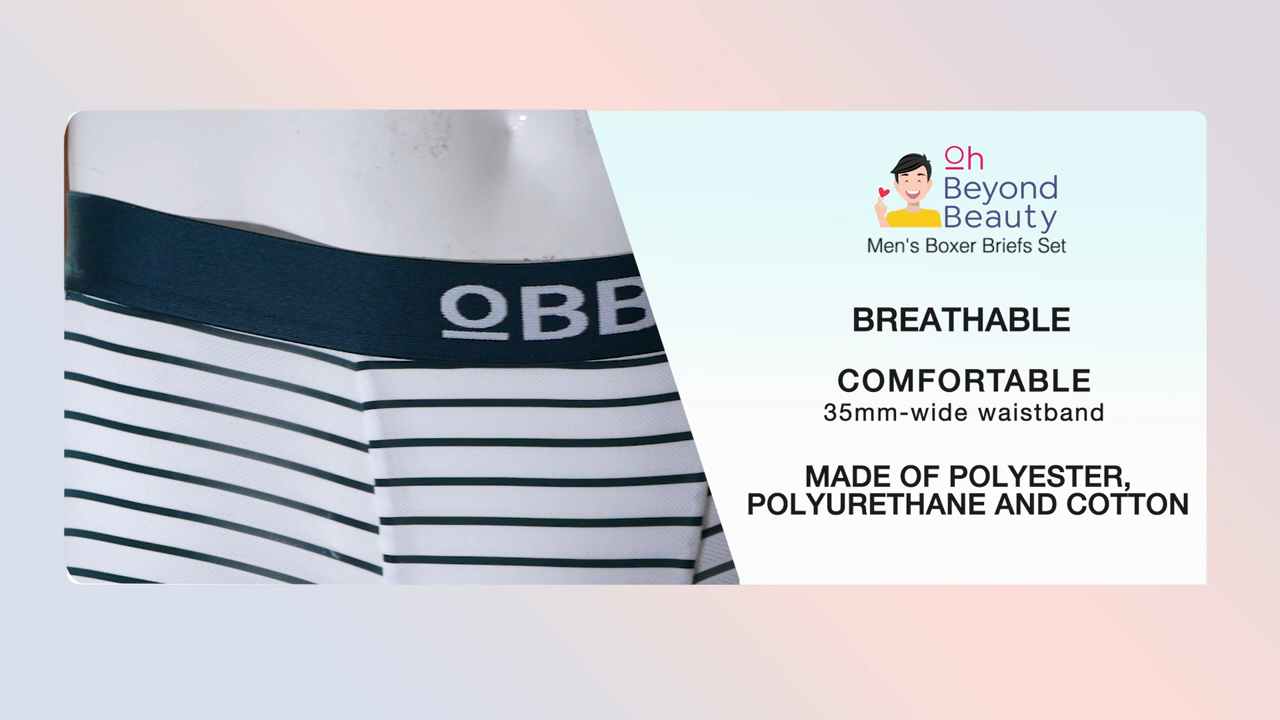 OBB
Oh
Beyond
Beauty
Men's Boxer Briefs Set
BREATHABLE
COMFORTABLE
35mm-wide waistband
MADE OF POLYESTER,
POLYURETHANE AND COTTON